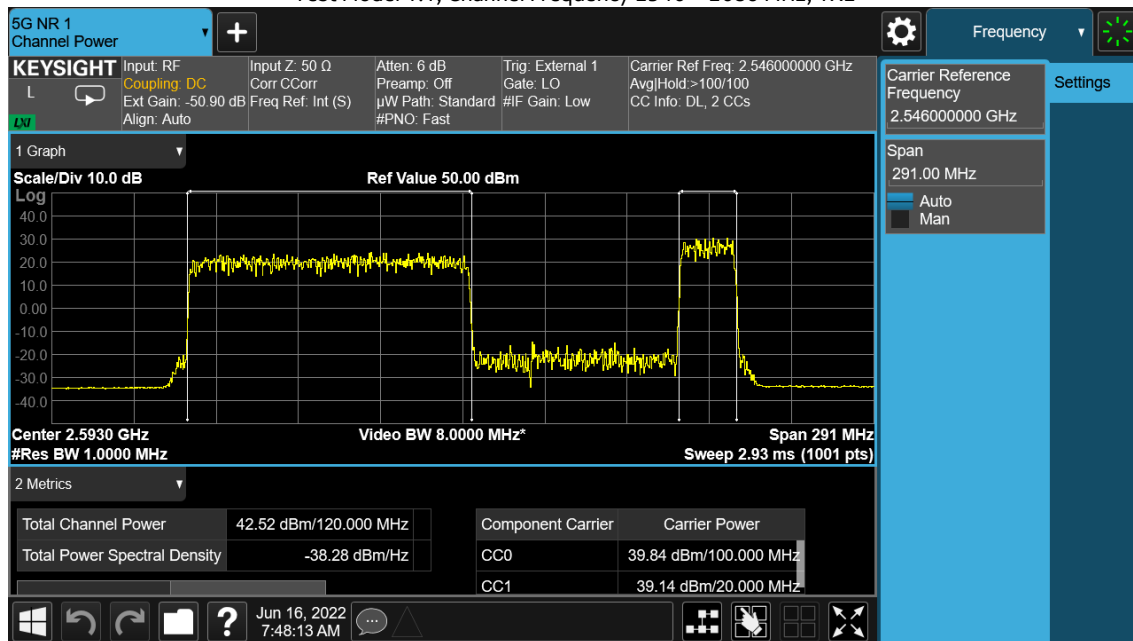 5G NR 1
Channel Power
Frequency
KEYSIGHT
L
LXI
Input: RF
Coupling: DC
Ext Gain: -50.90 dB
Align: Auto
Input Z: 50 Ω
Corr CCorr
Freq Ref: Int (S)
Atten: 6 dB
Preamp: Off
µW Path: Standard
#PNO: Fast
Trig: External 1
Gate: LO
#IF Gain: Low
Carrier Ref Freq: 2.546000000 GHz
Avg|Hold:>100/100
CC Info: DL, 2 CCs
Carrier Reference
Frequency
2.546000000 GHz
Settings
Span
291.00 MHz
Auto
Man
1 Graph
Scale/Div 10.0 dB
Ref Value 50.00 dBm
Log
40.0
30.0
20.0
10.0
0.00
-10.0
-20.0
-30.0
-40.0
Center 2.5930 GHz
Video BW 8.0000 MHz*
Span 291 MHz
#Res BW 1.0000 MHz
Sweep 2.93 ms (1001 pts)
2 Metrics
Total Channel Power 42.52 dBm/120.000 MHz
Total Power Spectral Density -38.28 dBm/Hz
Component Carrier Carrier Power
CC0 39.84 dBm/100.000 MHz
CC1 39.14 dBm/20.000 MHz
?
Jun 16, 2022
7:48:13 AM